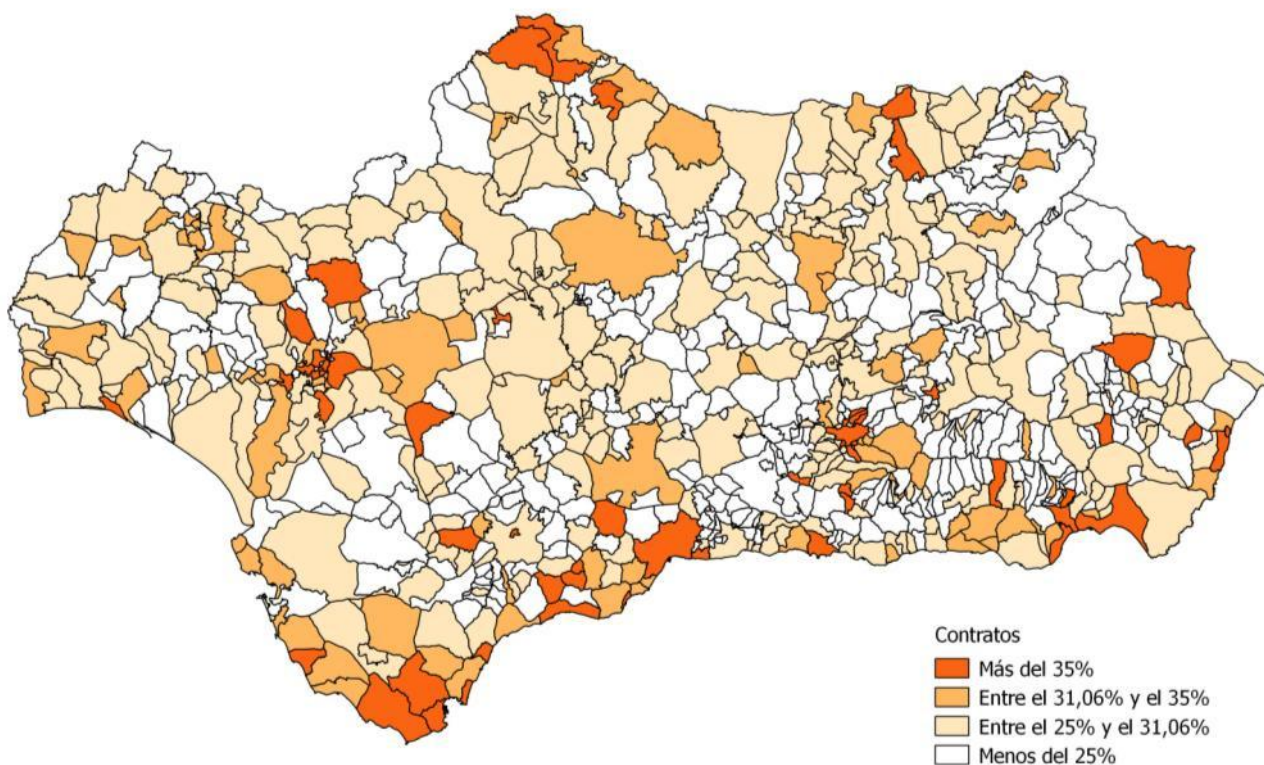 Contratos
Más del 35%
Entre el 31,06% y el 35%
Entre el 25% y el 31,06%
Menos del 25%